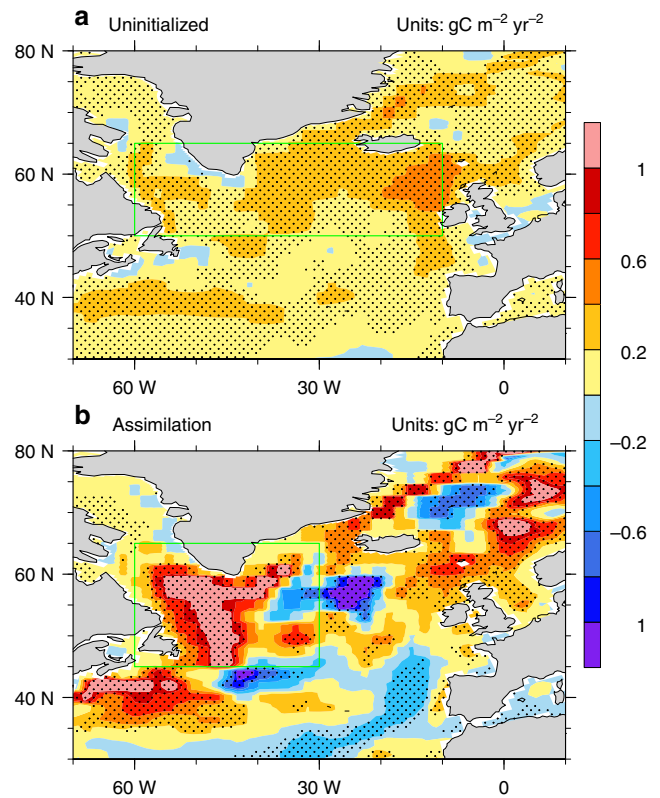 a Uninitialized Units: gC m⁻² yr⁻²
80 N
60 N
40 N
60 W 30 W 0
b Assimilation Units: gC m⁻² yr⁻²
80 N
60 N
40 N
60 W 30 W 0
1
0.6
0.2
−0.2
−0.6
1